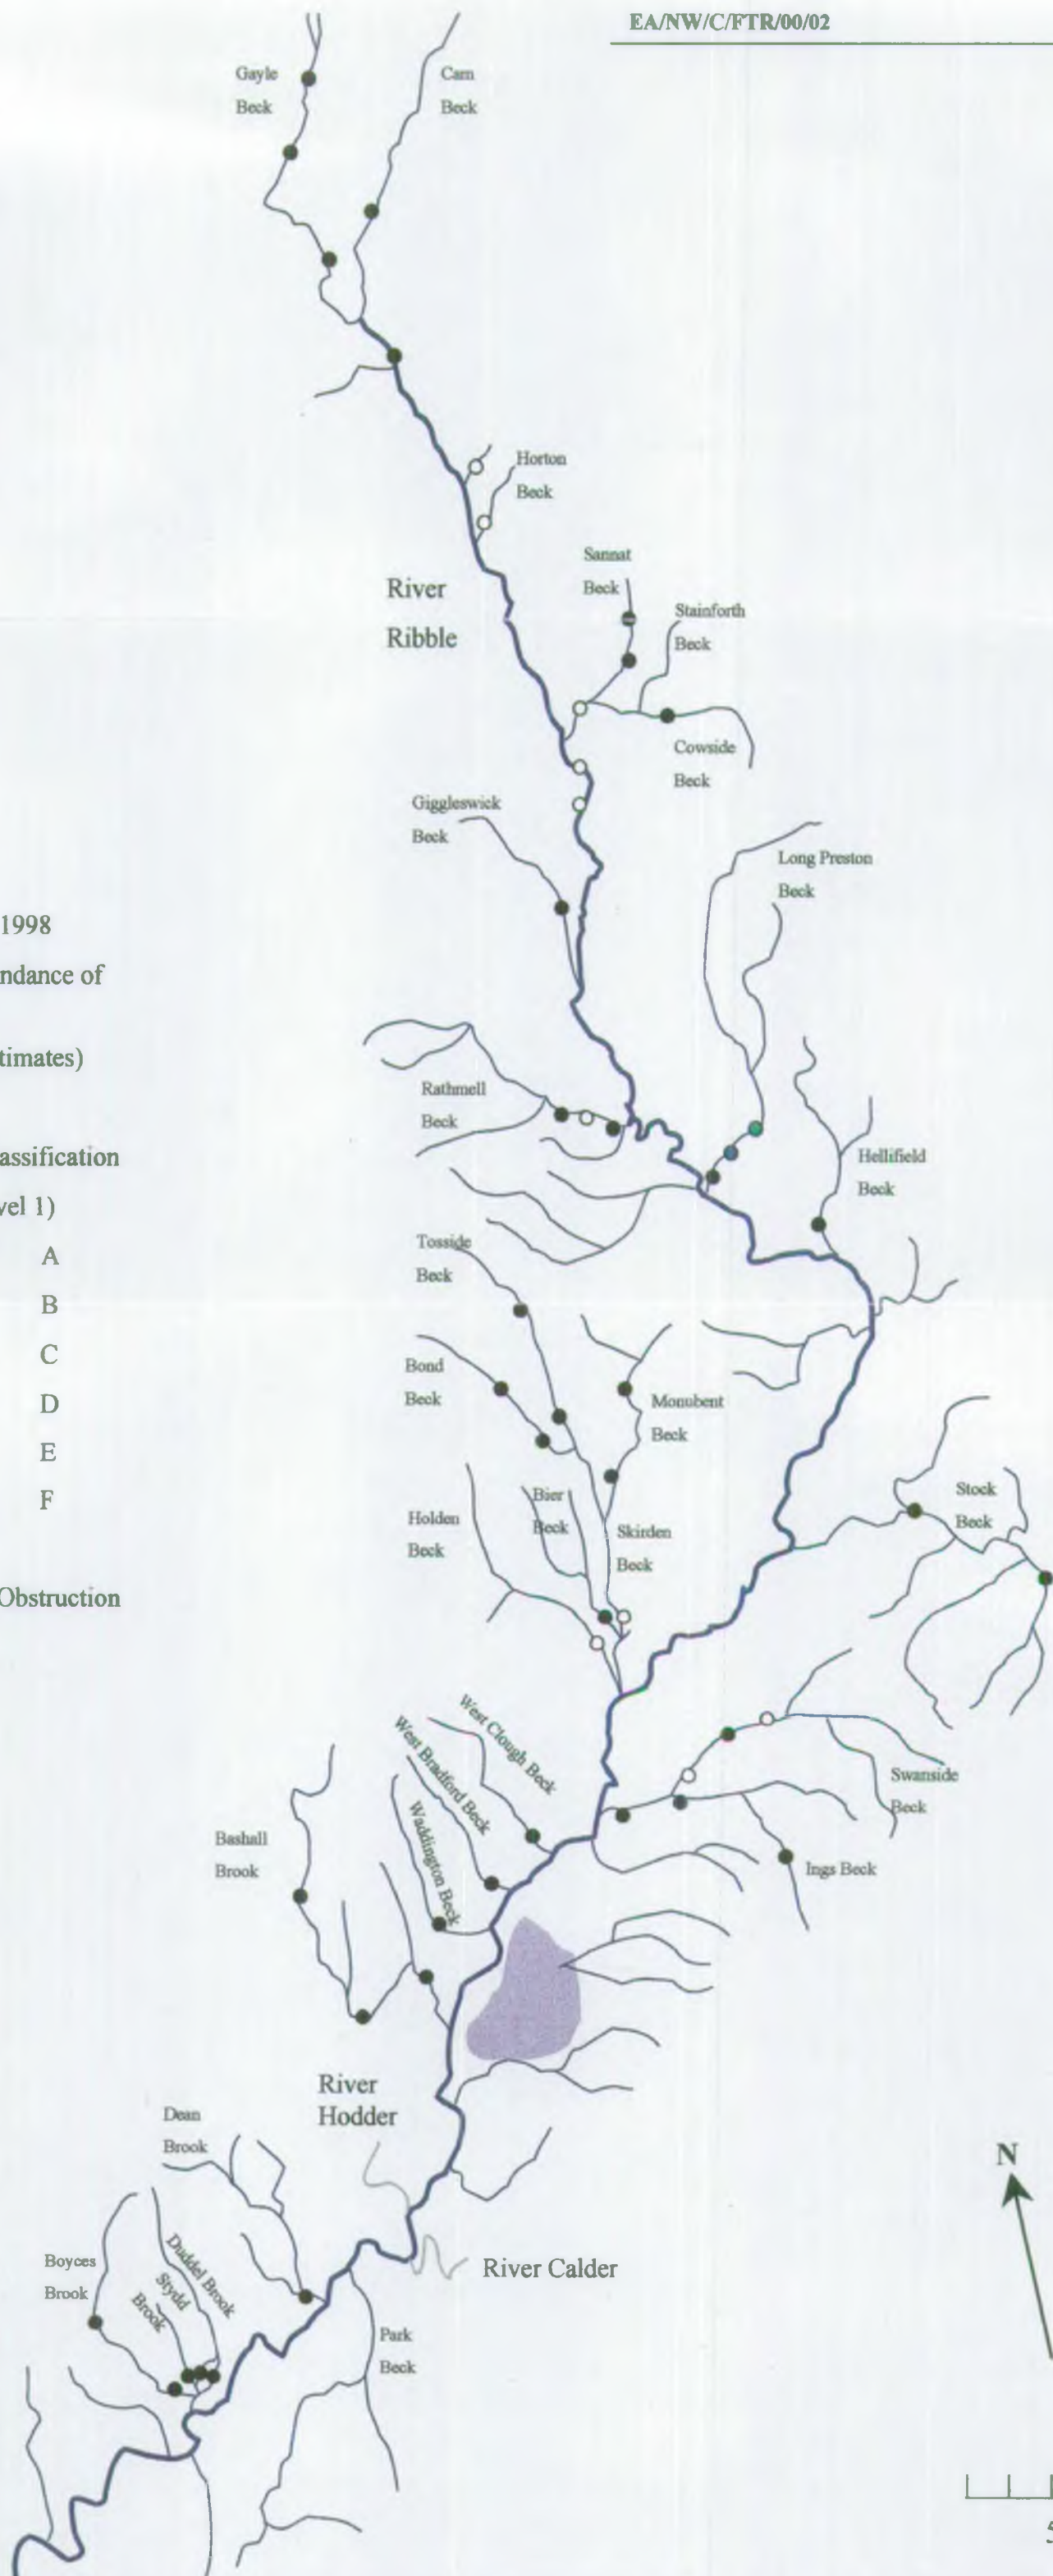 EA/NW/C/FTR/00/02
Gayle
Beck
Cam
Beck
Horton
Beck
River
Ribble
Sannat
Beck
Stainforth
Beck
Cowside
Beck
Giggleswick
Beck
Long Preston
Beck
1998
ndance of
timates)
assification
vel 1)
A
B
C
D
E
F
Obstruction
Rathmell
Beck
Hellifield
Beck
Tosside
Beck
Bond
Beck
Monubent
Beck
Holden
Beck
Bier
Beck
Skirden
Beck
Stock
Beck
West Clough Beck
West Bradford Beck
Waddington Beck
Swanside
Beck
Ings Beck
Bashall
Brook
River
Hodder
Dean
Brook
N
Boyces
Brook
Duddel Brook
Stydd
Brook
River Calder
Park
Beck
5